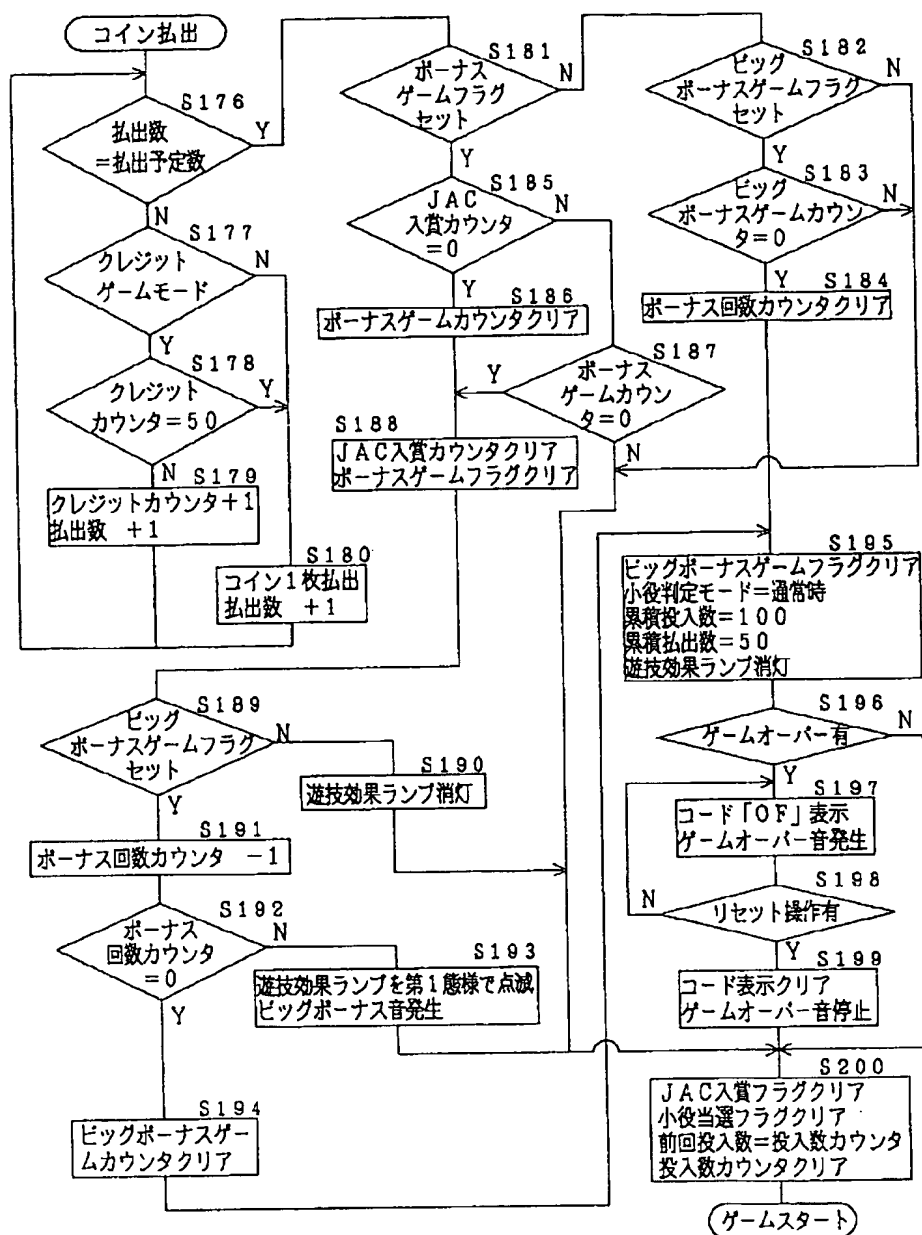 コイン払出
S176
払出数
=払出予定数
Y
N
S177
クレジット
ゲームモード
N
Y
S178
クレジット
カウンタ=50
Y
N
S179
クレジットカウンタ+1
払出数 +1
S180
コイン1枚払出
払出数 +1
S181
ボーナス
ゲームフラグ
セット
N
Y
S185
JAC
入賞カウンタ
=0
N
Y
S186
ボーナスゲームカウンタクリア
S187
ボーナス
ゲームカウン
タ=0
Y
N
S188
JAC入賞カウンタクリア
ボーナスゲームフラグクリア
S182
ビッグ
ボーナスゲームフラグ
セット
N
Y
S183
ビッグ
ボーナスゲームカウン
タ=0
N
Y
S184
ボーナス回数カウンタクリア
S189
ビッグ
ボーナスゲームフラグ
セット
N
Y
S190
遊技効果ランプ消灯
S191
ボーナス回数カウンタ -1
S192
ボーナス
回数カウンタ
=0
N
Y
S193
遊技効果ランプを第1態様で点滅
ビッグボーナス音発生
S194
ビッグボーナスゲー
ムカウンタクリア
S195
ビッグボーナスゲームフラグクリア
小役判定モード=通常時
累積投入数=100
累積払出数=50
遊技効果ランプ消灯
S196
ゲームオーバー有
N
Y
S197
コード「OF」表示
ゲームオーバー音発生
S198
リセット操作有
N
Y
S199
コード表示クリア
ゲームオーバー音停止
S200
JAC入賞フラグクリア
小役当選フラグクリア
前回投入数=投入数カウンタ
投入数カウンタクリア
ゲームスタート